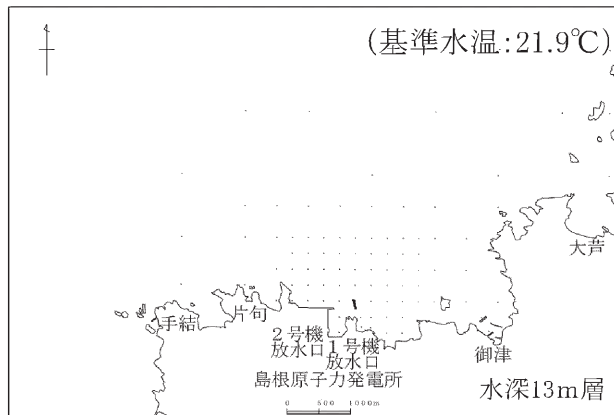 (基準水温:21.9℃)
大芦
片句
手結
2号機
放水口
1号機
放水口
御津
島根原子力発電所
水深13m層
0 500 1000m